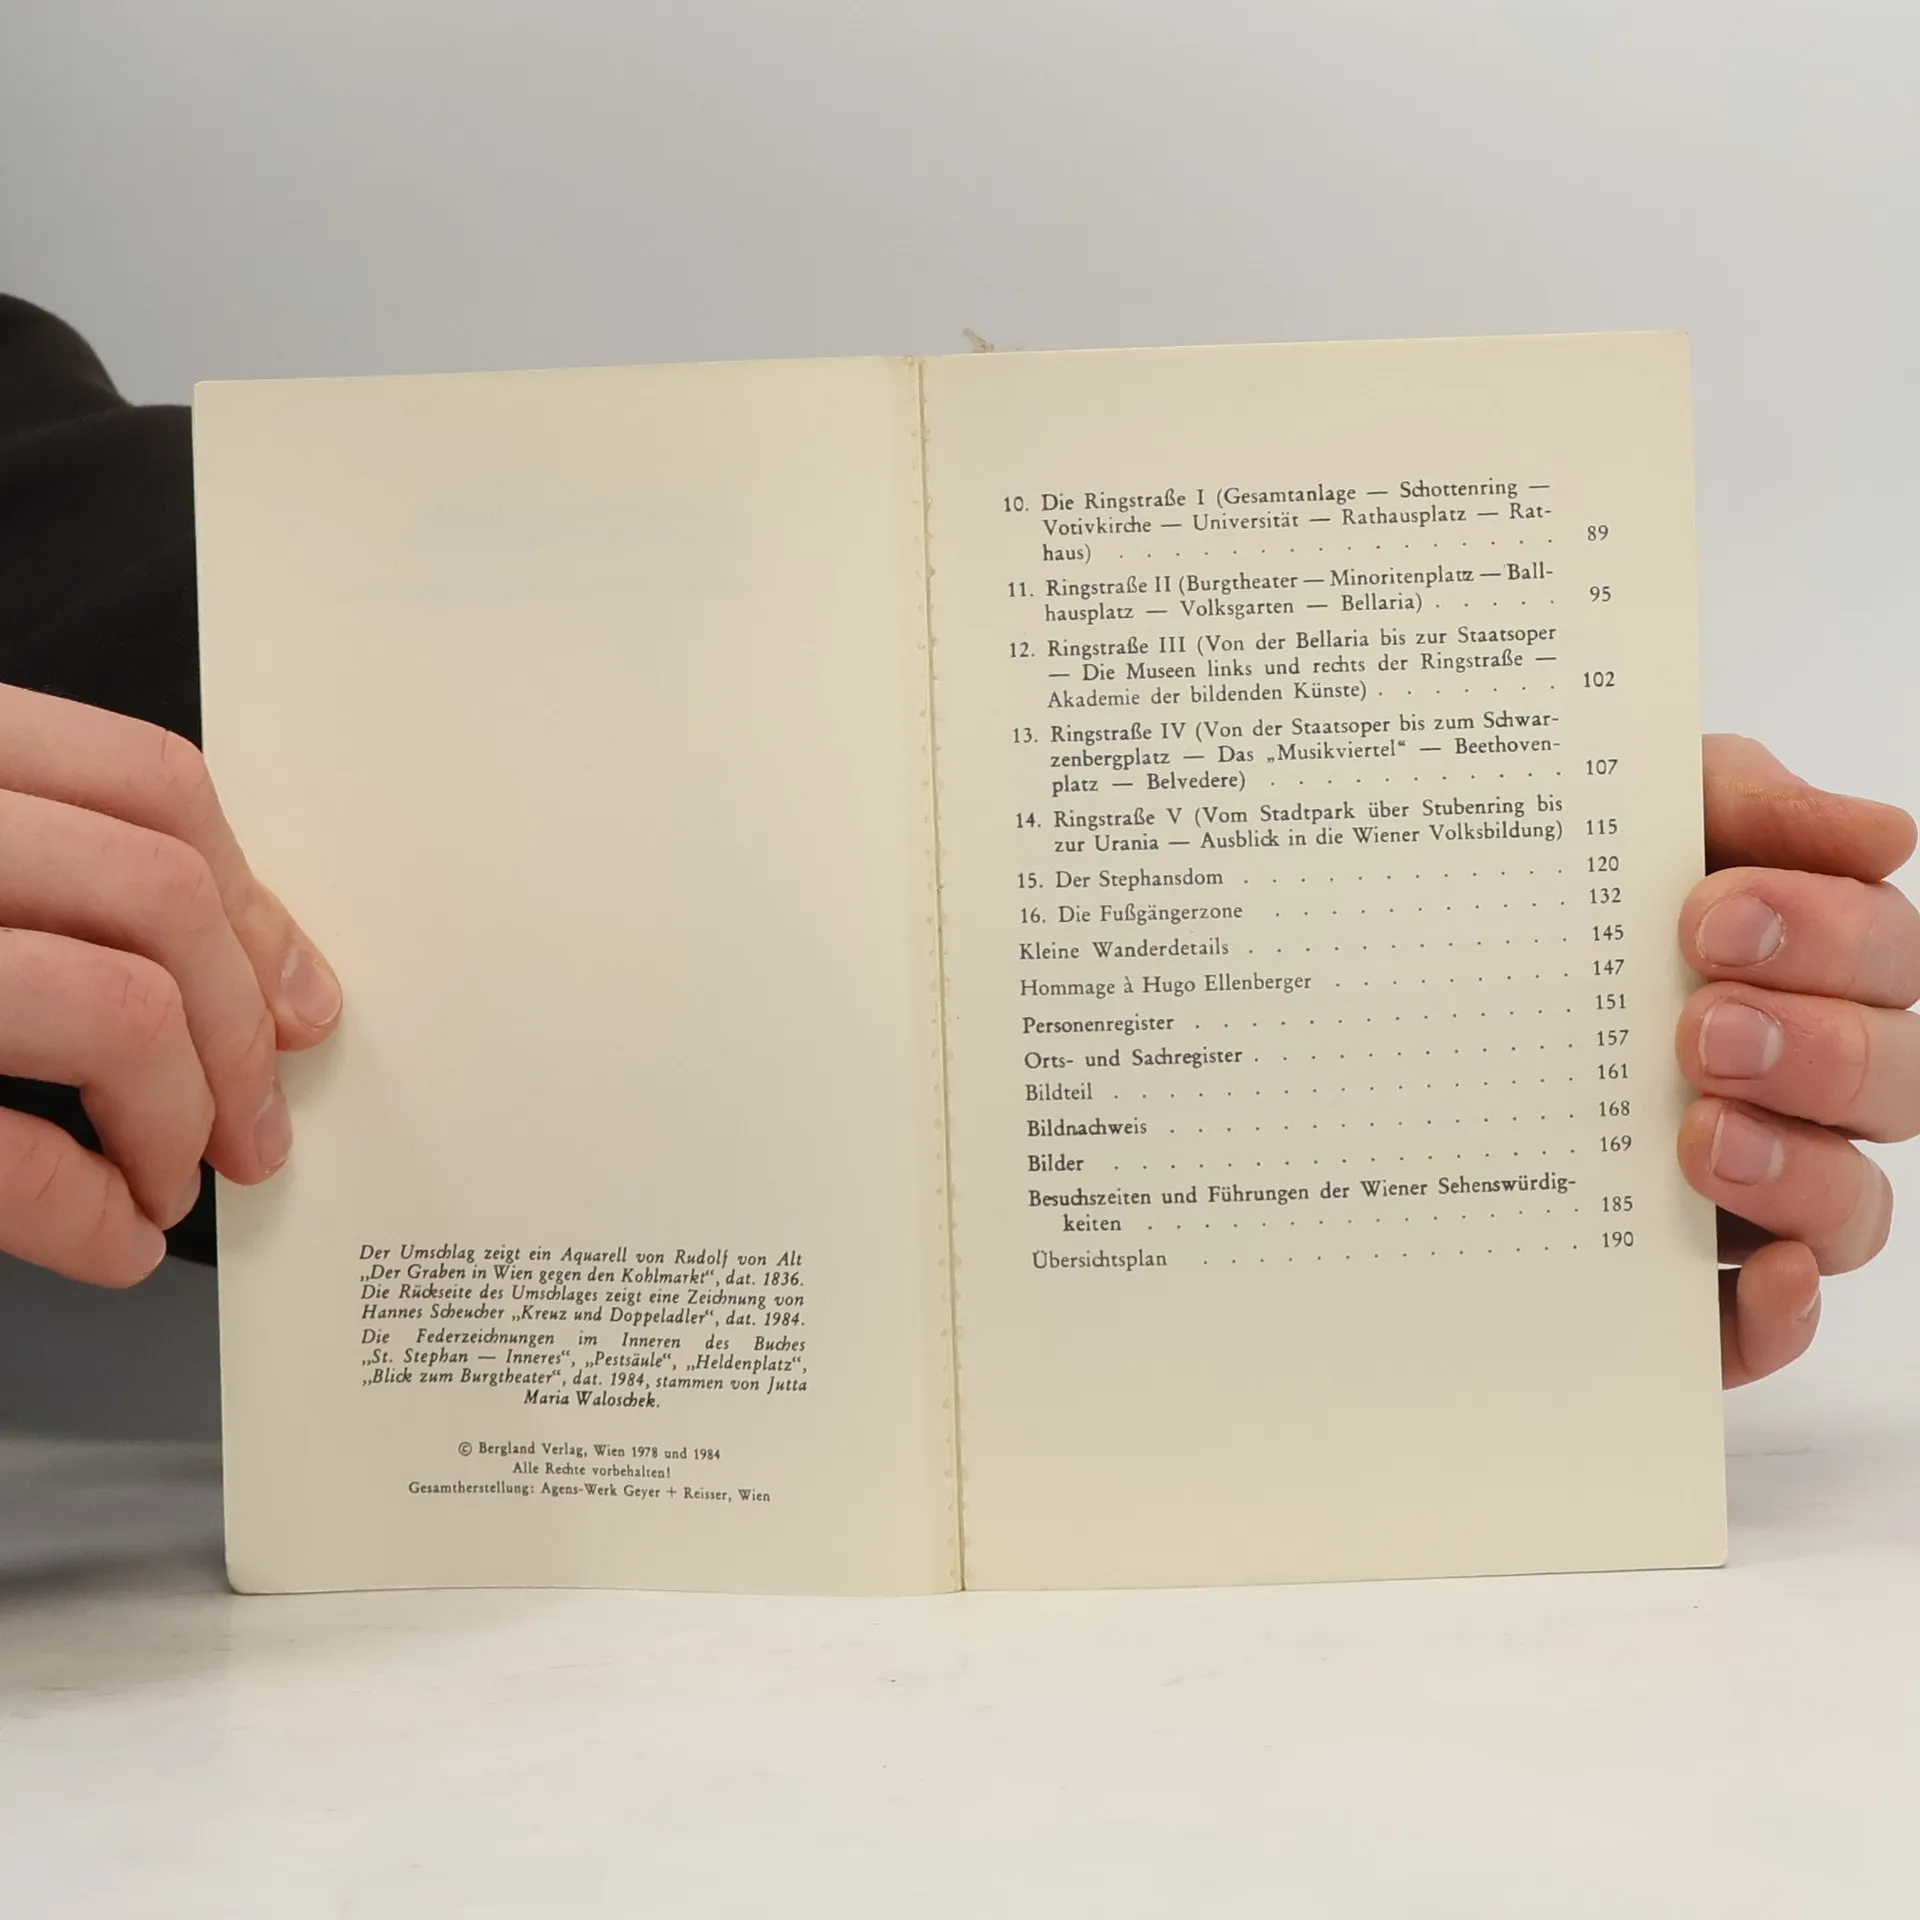 Der Umschlag zeigt ein Aquarell von Rudolf von Alt
„Der Graben in Wien gegen den Kohlmarkt“, dat. 1836.
Die Rückseite des Umschlages zeigt eine Zeichnung von
Hannes Scheucher „Kreuz und Doppeladler“, dat. 1984.
Die Federzeichnungen im Inneren des Buches
„St. Stephan — Inneres“, „Pestsäule“, „Heldenplatz“,
„Blick zum Burgtheater“, dat. 1984, stammen von Jutta
Maria Waloschek.
© Bergland Verlag, Wien 1978 und 1984
Alle Rechte vorbehalten!
Gesamtherstellung: Agens-Werk Geyer + Reisser, Wien
10. Die Ringstraße I (Gesamtanlage — Schottenring —
Votivkirche — Universität — Rathausplatz — Rat-
haus) . . . . . . . . . . . . . . . . 89
11. Ringstraße II (Burgtheater — Minoritenplatz — Ball-
hausplatz — Volksgarten — Bellaria) . . . . . 95
12. Ringstraße III (Von der Bellaria bis zur Staatsoper
— Die Museen links und rechts der Ringstraße —
Akademie der bildenden Künste) . . . . . . . 102
13. Ringstraße IV (Von der Staatsoper bis zum Schwar-
zenbergplatz — Das „Musikviertel“ — Beethoven-
platz — Belvedere) . . . . . . . . . . . 107
14. Ringstraße V (Vom Stadtpark über Stubenring bis
zur Urania — Ausblick in die Wiener Volksbildung) 115
15. Der Stephansdom . . . . . . . . . . . . 120
16. Die Fußgängerzone . . . . . . . . . . . 132
Kleine Wanderdetails . . . . . . . . . . . . 145
Hommage à Hugo Ellenberger . . . . . . . . . 147
Personenregister . . . . . . . . . . . . . . 151
Orts- und Sachregister . . . . . . . . . . . . 157
Bildteil . . . . . . . . . . . . . . . . . 161
Bildnachweis . . . . . . . . . . . . . . . 168
Bilder . . . . . . . . . . . . . . . . . 169
Besuchszeiten und Führungen der Wiener Sehenswürdig-
keiten . . . . . . . . . . . . . . . . 185
Übersichtsplan . . . . . . . . . . . . . . 190